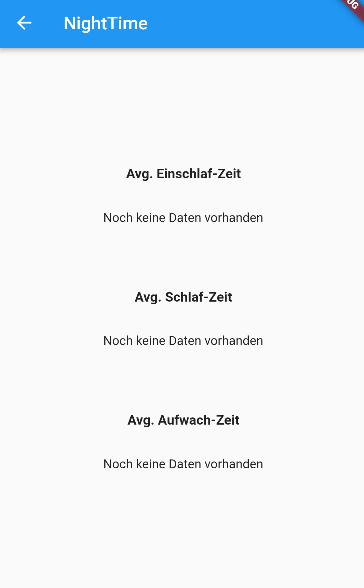 NightTime
UG
Avg. Einschlaf-Zeit
Noch keine Daten vorhanden
Avg. Schlaf-Zeit
Noch keine Daten vorhanden
Avg. Aufwach-Zeit
Noch keine Daten vorhanden